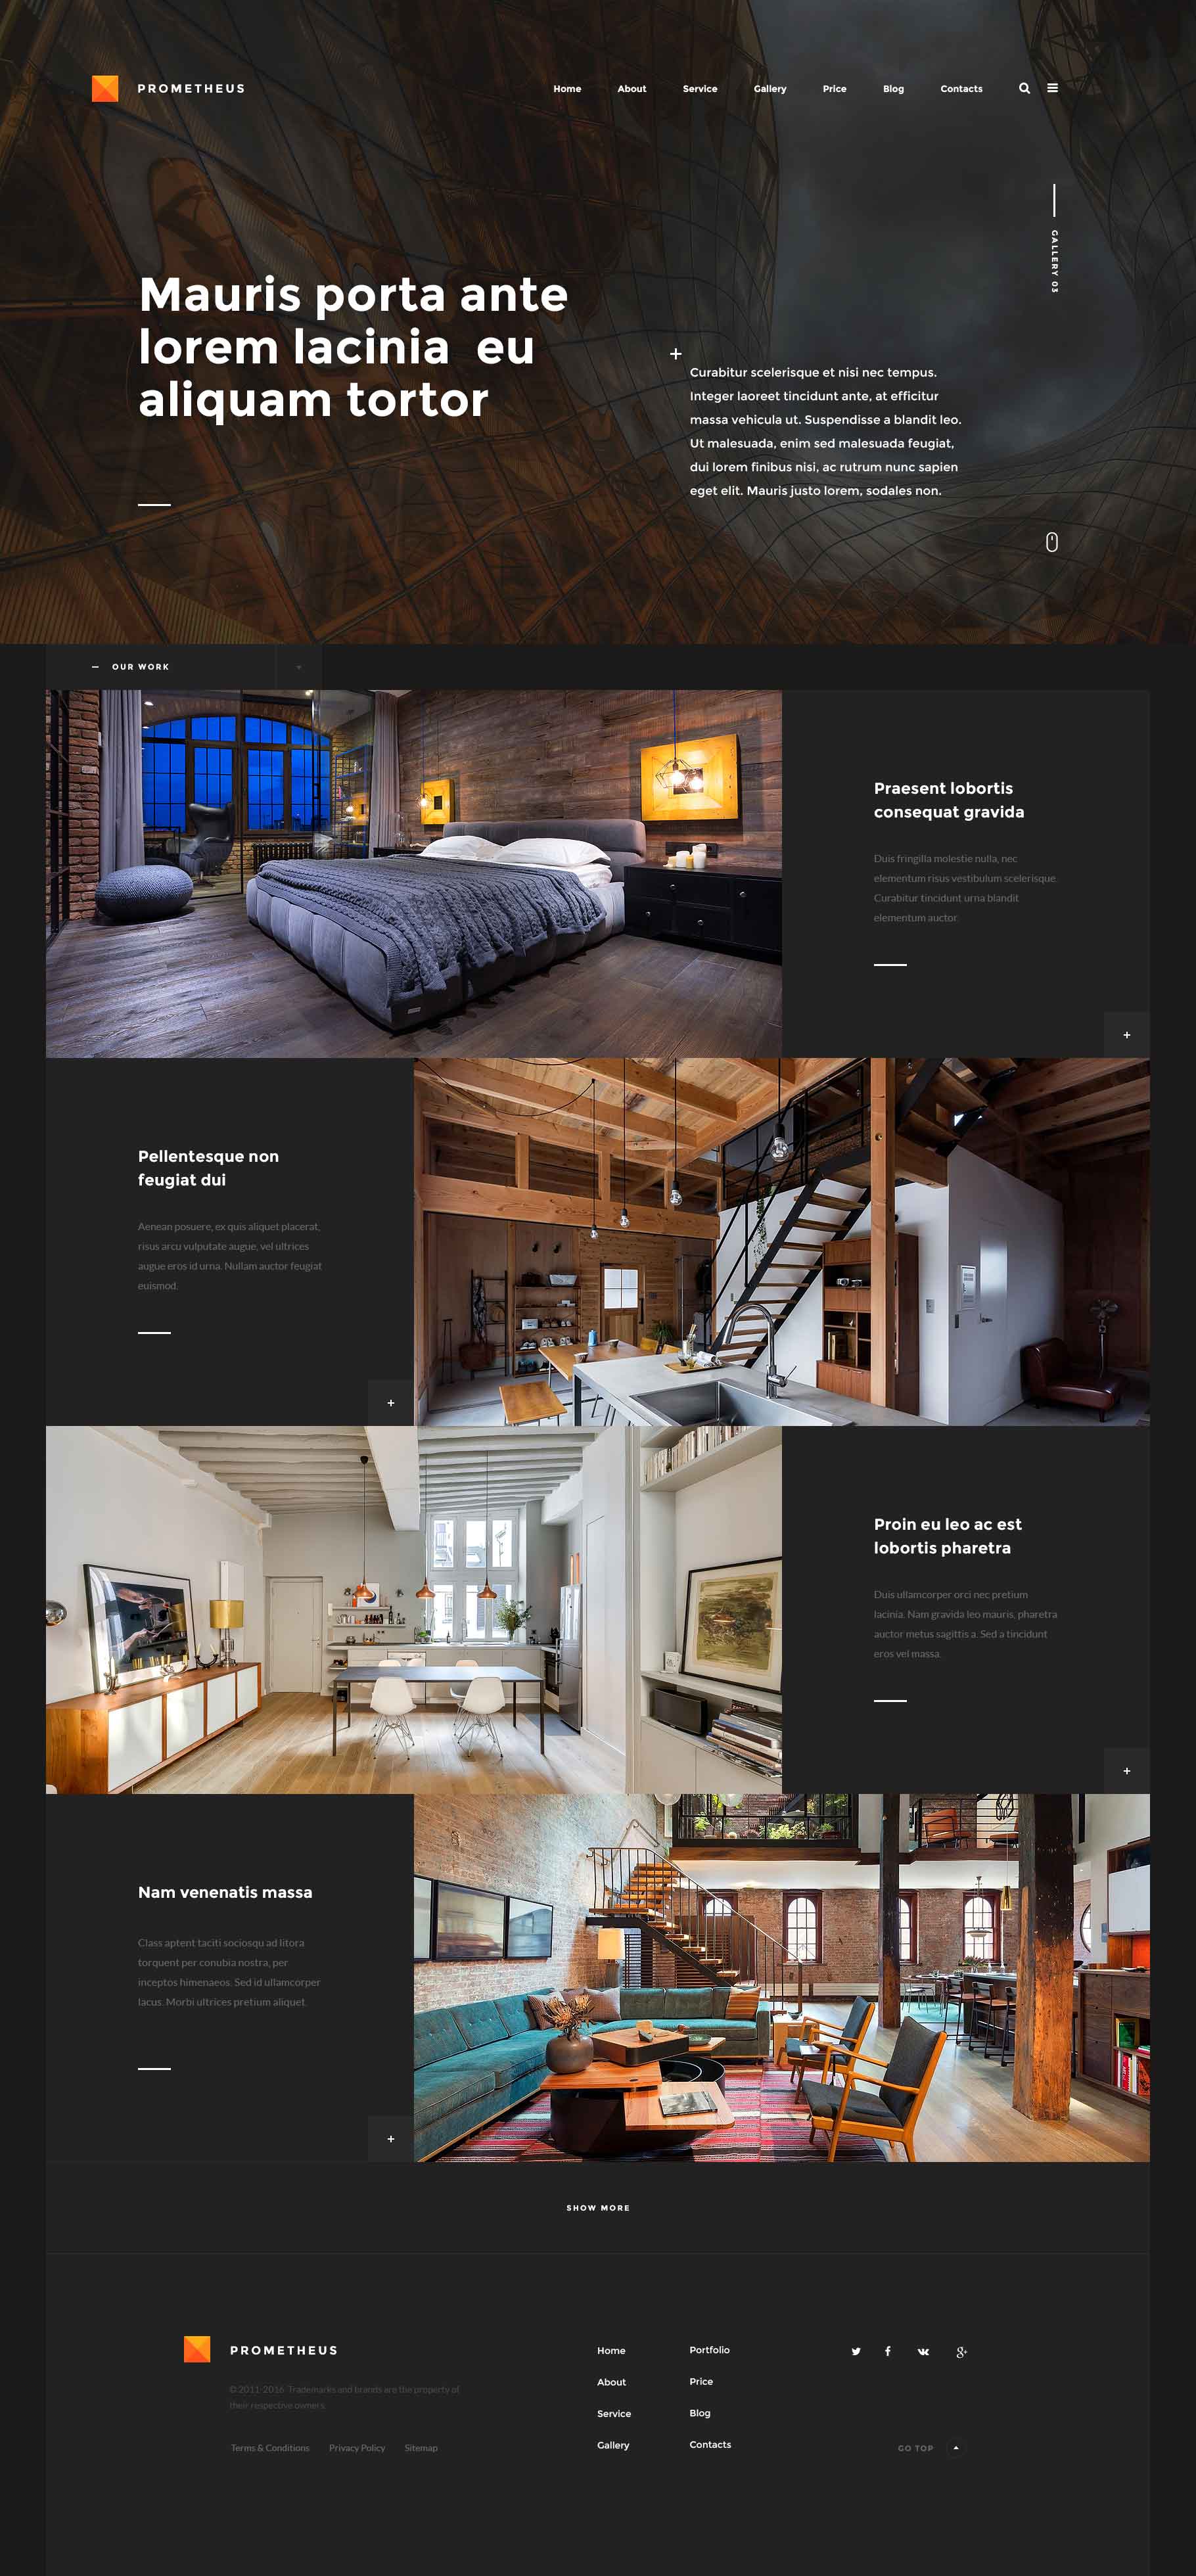 PROMETHEUS
Home About Service Gallery Price Blog Contacts
GALLERY 03
Mauris porta ante
lorem lacinia eu
aliquam tortor
Curabitur scelerisque et nisi nec tempus.
Integer laoreet tincidunt ante, at efficitur
massa vehicula ut. Suspendisse a blandit leo.
Ut malesuada, enim sed malesuada feugiat,
dui lorem finibus nisi, ac rutrum nunc sapien
eget elit. Mauris justo lorem, sodales non.
OUR WORK
Praesent lobortis
consequat gravida
Duis fringilla molestie nulla, nec
elementum risus vestibulum scelerisque.
Curabitur tincidunt urna blandit
elementum auctor.
Pellentesque non
feugiat dui
Aenean posuere, ex quis aliquet placerat,
risus arcu vulputate augue, vel ultrices
augue eros id urna. Nullam auctor feugiat
euismod.
Proin eu leo ac est
lobortis pharetra
Duis ullamcorper orci nec pretium
lacinia. Nam gravida leo mauris, pharetra
auctor metus sagittis a. Sed a tincidunt
eros vel massa.
Nam venenatis massa
Class aptent taciti sociosqu ad litora
torquent per conubia nostra, per
inceptos himenaeos. Sed id ullamcorper
lacus. Morbi ultrices pretium aliquet.
SHOW MORE
PROMETHEUS
© 2011-2016 Trademarks and brands are the property of
their respective owners.
Terms & Conditions Privacy Policy Sitemap
Home
About
Service
Gallery
Portfolio
Price
Blog
Contacts
GO TOP